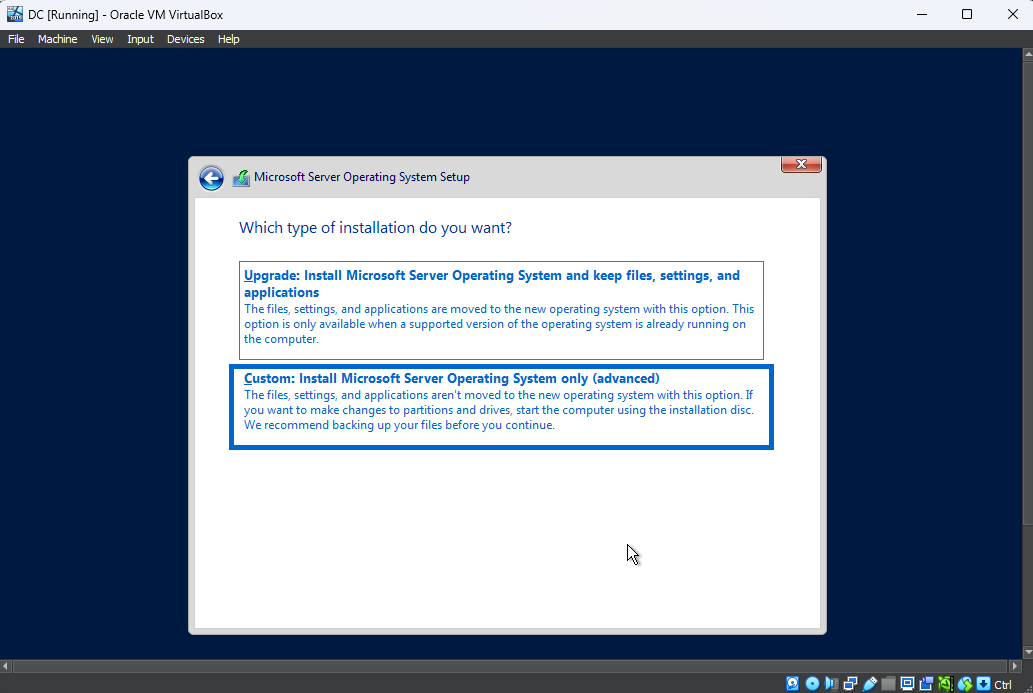 DC [Running] - Oracle VM VirtualBox
File Machine View Input Devices Help
Microsoft Server Operating System Setup
Which type of installation do you want?
Upgrade: Install Microsoft Server Operating System and keep files, settings, and
applications
The files, settings, and applications are moved to the new operating system with this option. This
option is only available when a supported version of the operating system is already running on
the computer.
Custom: Install Microsoft Server Operating System only (advanced)
The files, settings, and applications aren't moved to the new operating system with this option. If
you want to make changes to partitions and drives, start the computer using the installation disc.
We recommend backing up your files before you continue.
Ctrl